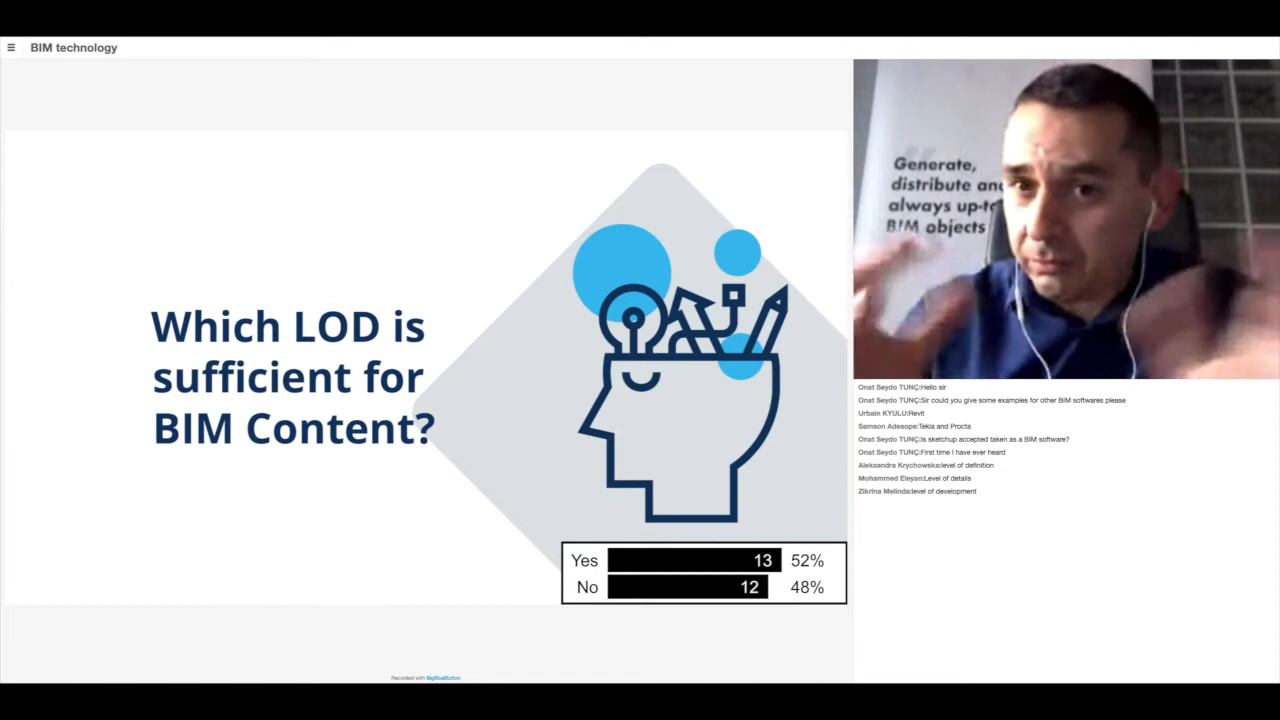 BIM technology
Generate,
distribute and
always up-to
BIM objects
Which LOD is
sufficient for
BIM Content?
Yes 13 52%
No 12 48%
Onat Seydo TUNÇ:Hello sir
Onat Seydo TUNÇ:Sir could you give some examples for other BIM softwares please
Urbain KYULU:Revit
Samson Adesope:Tekla and Procta
Onat Seydo TUNÇ:Is sketchup accepted taken as a BIM software?
Onat Seydo TUNÇ:First time I have ever heard
Aleksandra Krychowska:level of definition
Mohammed Eleyan:Level of details
Zikrina Melinda:level of development
Recorded with BigBlueButton.